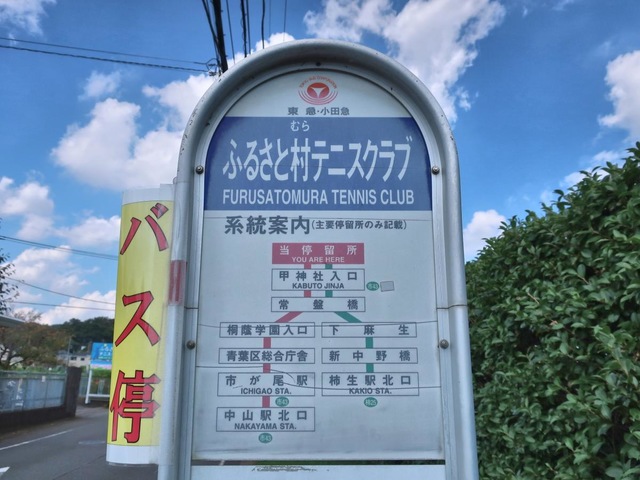 東急・小田急
むら
ふるさと村テニスクラブ
FURUSATOMURA TENNIS CLUB
系統案内(主要停留所のみ記載)
当停留所
YOU ARE HERE
甲神社入口
KABUTO JINJA
常盤橋
桐蔭学園入口
下麻生
青葉区総合庁舎
新中野橋
市が尾駅
ICHIGAO STA.
柿生駅北口
KAKIO STA.
中山駅北口
NAKAYAMA STA.
バス停